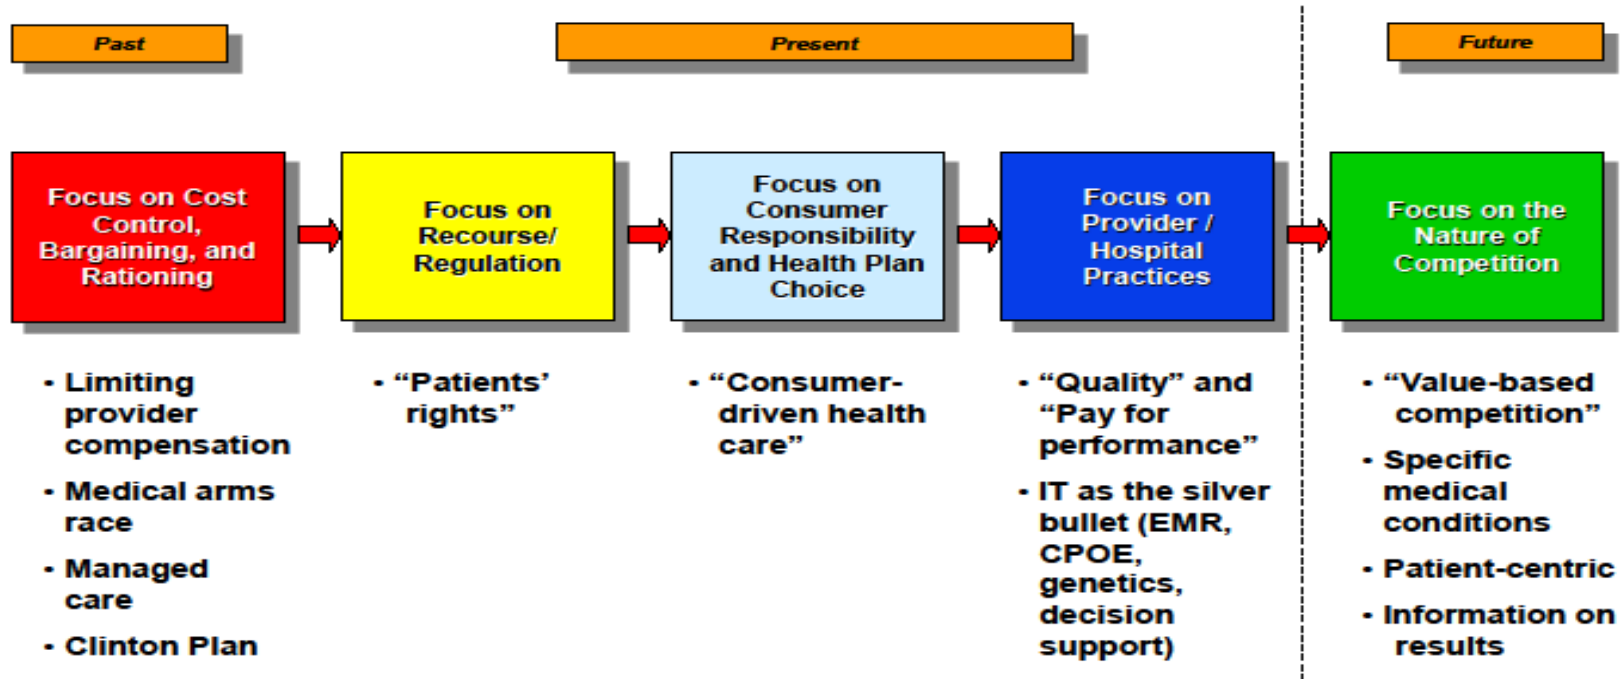 Past
Present
Future
Focus on Cost
Control,
Bargaining, and
Rationing
Focus on
Recourse/
Regulation
Focus on
Consumer
Responsibility
and Health Plan
Choice
Focus on
Provider /
Hospital
Practices
Focus on the
Nature of
Competition
• Limiting
provider
compensation
• Medical arms
race
• Managed
care
• Clinton Plan
• “Patients’
rights”
• “Consumer-
driven health
care”
• “Quality” and
“Pay for
performance”
• IT as the silver
bullet (EMR,
CPOE,
genetics,
decision
support)
• “Value-based
competition”
• Specific
medical
conditions
• Patient-centric
• Information on
results